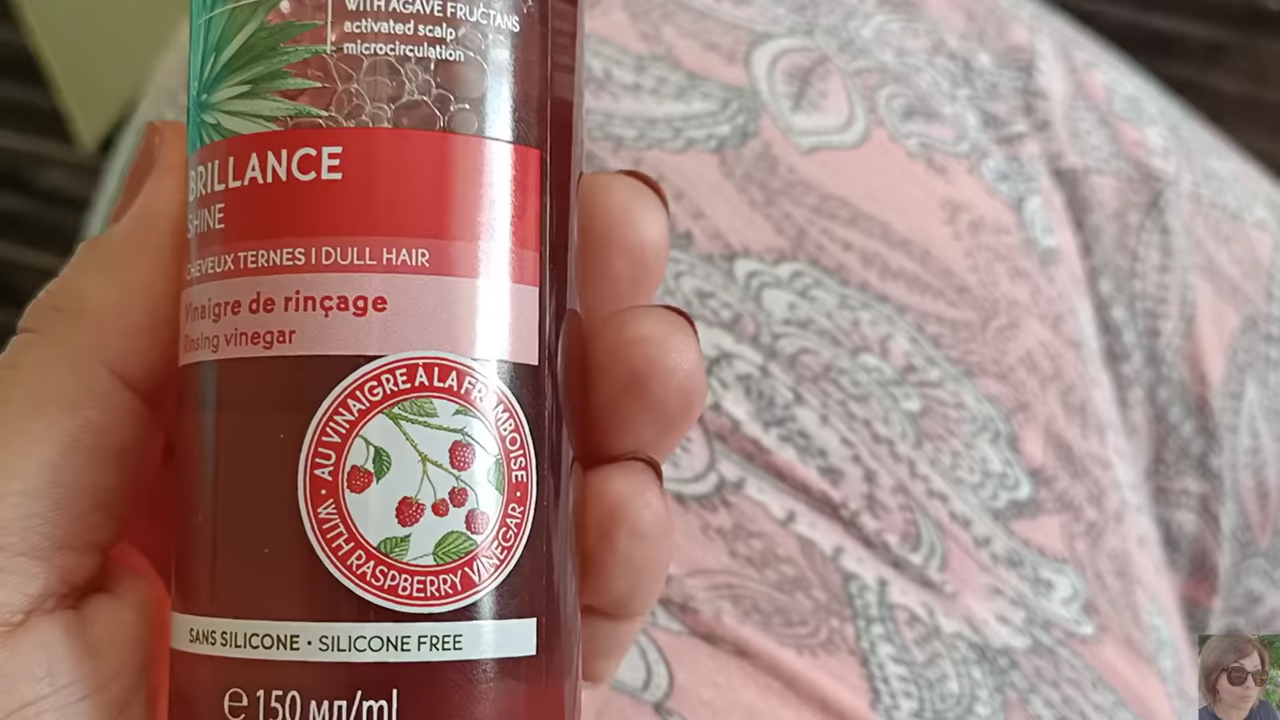 WITH AGAVE FRUCTANS
activated scalp
microcirculation
BRILLANCE
SHINE
CHEVEUX TERNES I DULL HAIR
Vinaigre de rinçage
Rinsing vinegar
AU VINAIGRE À LA FRAMBOISE •
WITH RASPBERRY VINEGAR •
SANS SILICONE • SILICONE FREE
℮ 150 мл/ml